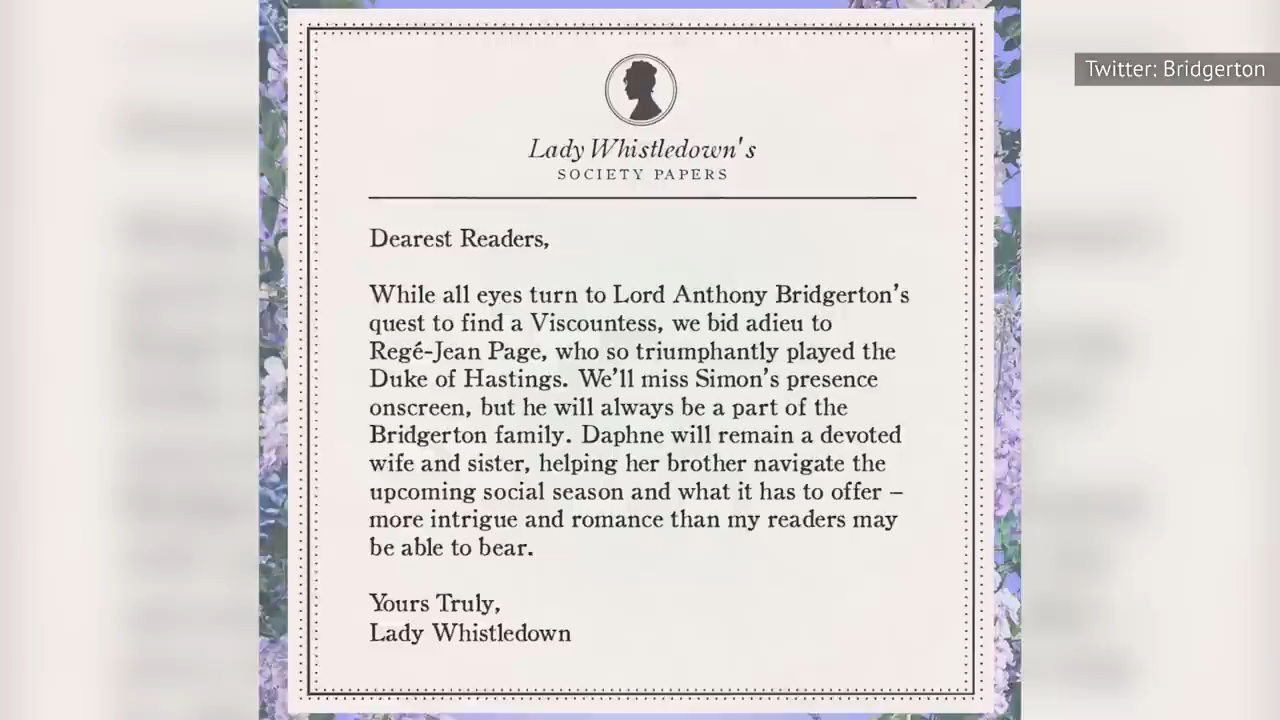 Twitter: Bridgerton
Lady Whistledown's
SOCIETY PAPERS
Dearest Readers,
While all eyes turn to Lord Anthony Bridgerton’s
quest to find a Viscountess, we bid adieu to
Regé-Jean Page, who so triumphantly played the
Duke of Hastings. We’ll miss Simon’s presence
onscreen, but he will always be a part of the
Bridgerton family. Daphne will remain a devoted
wife and sister, helping her brother navigate the
upcoming social season and what it has to offer –
more intrigue and romance than my readers may
be able to bear.
Yours Truly,
Lady Whistledown